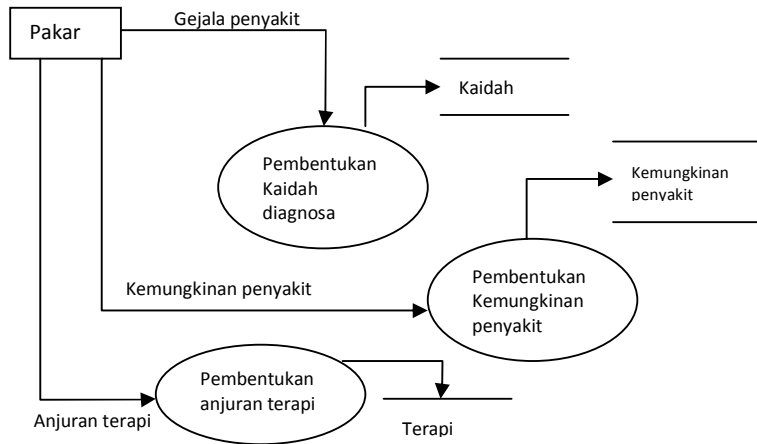 Gejala penyakit
Pakar
Kaidah
Pembentukan
Kaidah
diagnosa
Kemungkinan
penyakit
Kemungkinan penyakit
Pembentukan
Kemungkinan
penyakit
Pembentukan
anjuran terapi
Anjuran terapi
Terapi